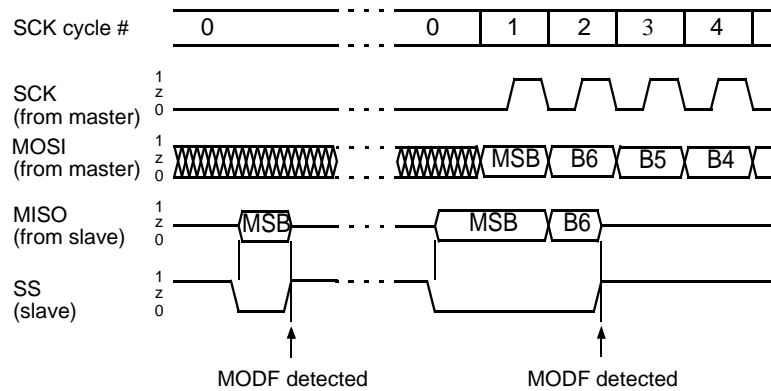 SCK cycle # 0 0 1 2 3 4
SCK
(from master)
1
z
0
MOSI
(from master)
1
z
0
MSB B6 B5 B4
MISO
(from slave)
1
z
0
MSB MSB B6
SS
(slave)
1
z
0
MODF detected MODF detected